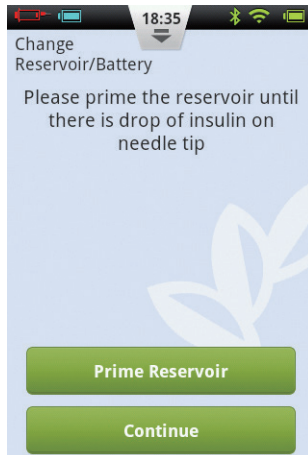 18:35
Change
Reservoir/Battery
Please prime the reservoir until
there is drop of insulin on
needle tip
Prime Reservoir
Continue